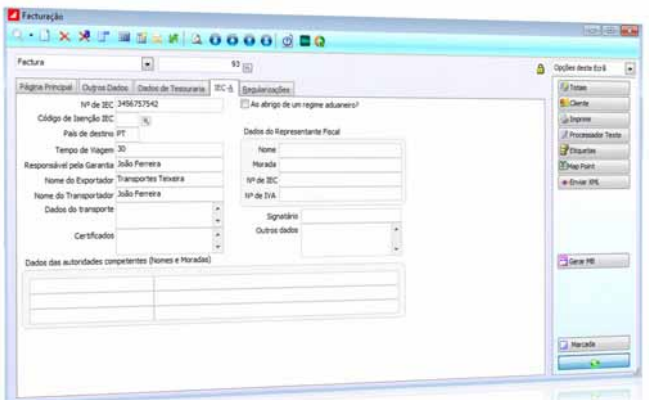 Facturação
Factura
93
Opções deste Ecrã
Página Principal
Outros Dados
Dados de Tesouraria
IEC-A
Regularizações
Nº de IEC 3456757542
As abrigo de um regime aduaneiro?
Código de Isenção IEC
País de destino PT
Dados do Representante Fiscal
Tempo de Viagem 30
Nome
Responsável pela Garantia João Ferreira
Morada
Nome do Exportador Transportes Teixeira
Nº de IEC
Nome do Transportador João Ferreira
Nº de IVA
Dados do transporte
Signatário
Certificados
Outros dados
Dados das autoridades competentes (Nomes e Moradas)
Totais
Cliente
Imprime
Processador Texto
Etiquetas
Map Point
Enviar XML
Gerar MB
Marcada